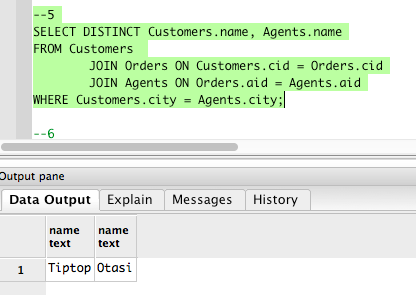 --5
SELECT DISTINCT Customers.name, Agents.name
FROM Customers
JOIN Orders ON Customers.cid = Orders.cid
JOIN Agents ON Orders.aid = Agents.aid
WHERE Customers.city = Agents.city;
--6
Output pane
Data Output Explain Messages History
name text name text
1 Tiptop Otasi